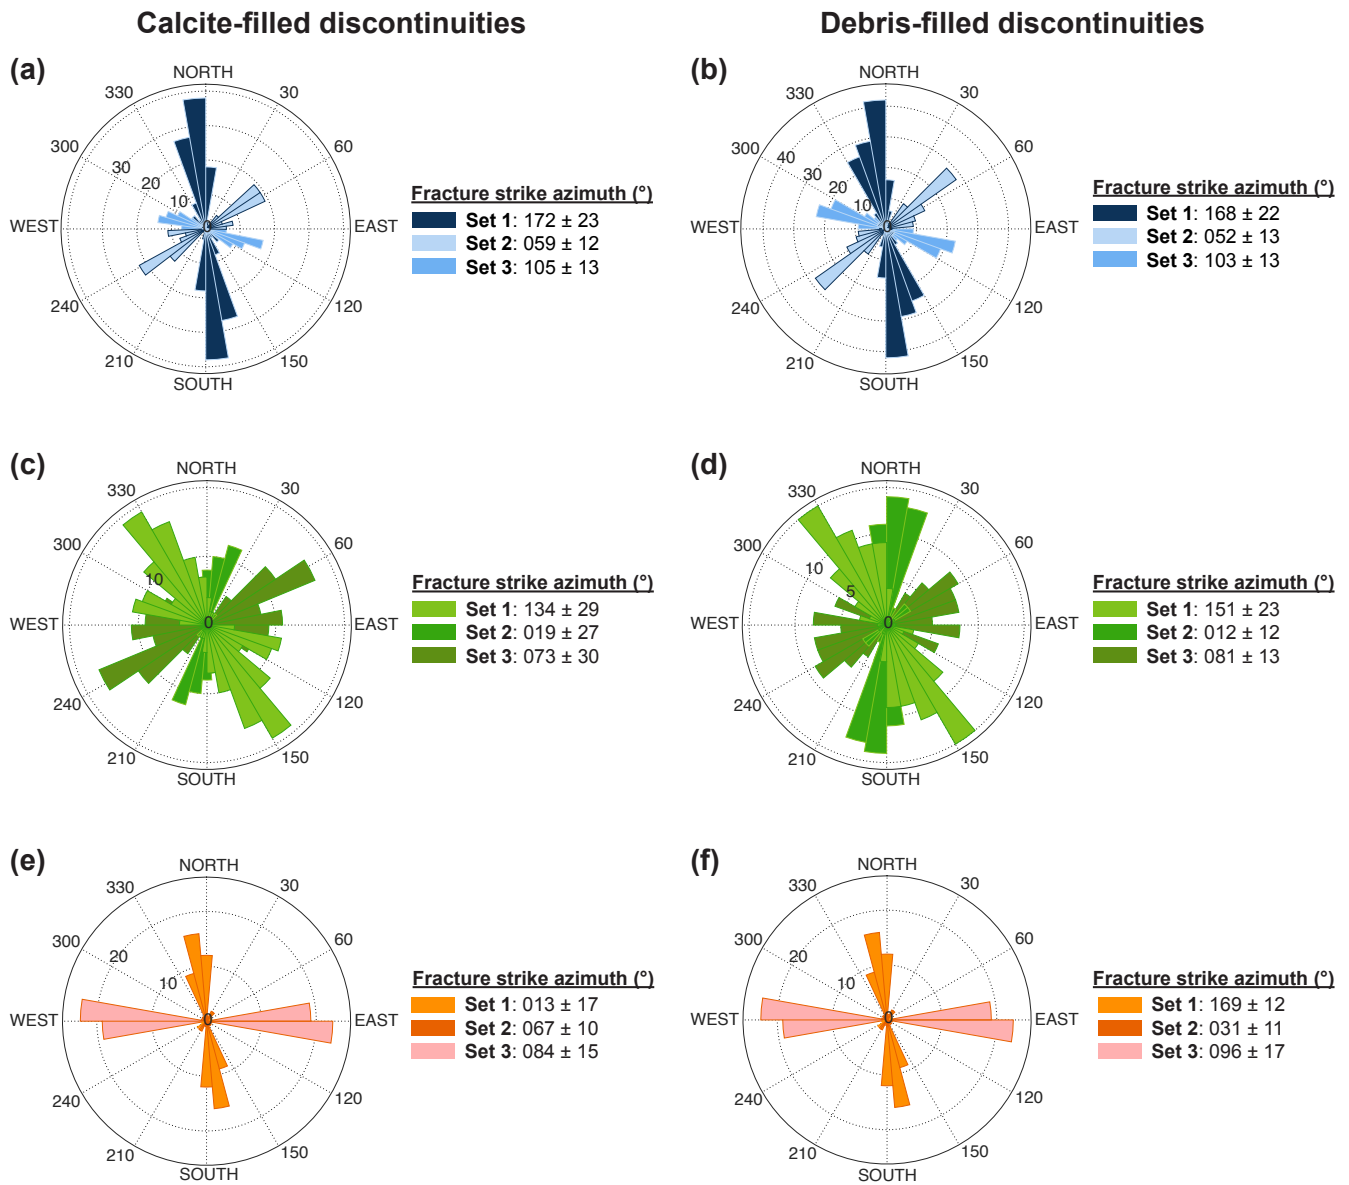 Calcite-filled discontinuities
Debris-filled discontinuities
(a)
NORTH
330
30
300
60
30
20
10
0
WEST
EAST
240
120
210
150
SOUTH
Fracture strike azimuth (°)
Set 1: 172 ± 23
Set 2: 059 ± 12
Set 3: 105 ± 13
(b)
NORTH
330
30
300
60
40
30
20
10
0
WEST
EAST
240
120
210
150
SOUTH
Fracture strike azimuth (°)
Set 1: 168 ± 22
Set 2: 052 ± 13
Set 3: 103 ± 13
(c)
NORTH
330
30
300
60
10
0
WEST
EAST
240
120
210
150
SOUTH
Fracture strike azimuth (°)
Set 1: 134 ± 29
Set 2: 019 ± 27
Set 3: 073 ± 30
(d)
NORTH
330
30
300
60
10
5
0
WEST
EAST
240
120
210
150
SOUTH
Fracture strike azimuth (°)
Set 1: 151 ± 23
Set 2: 012 ± 12
Set 3: 081 ± 13
(e)
NORTH
330
30
300
60
20
10
0
WEST
EAST
240
120
210
150
SOUTH
Fracture strike azimuth (°)
Set 1: 013 ± 17
Set 2: 067 ± 10
Set 3: 084 ± 15
(f)
NORTH
330
30
300
60
20
10
0
WEST
EAST
240
120
210
150
SOUTH
Fracture strike azimuth (°)
Set 1: 169 ± 12
Set 2: 031 ± 11
Set 3: 096 ± 17